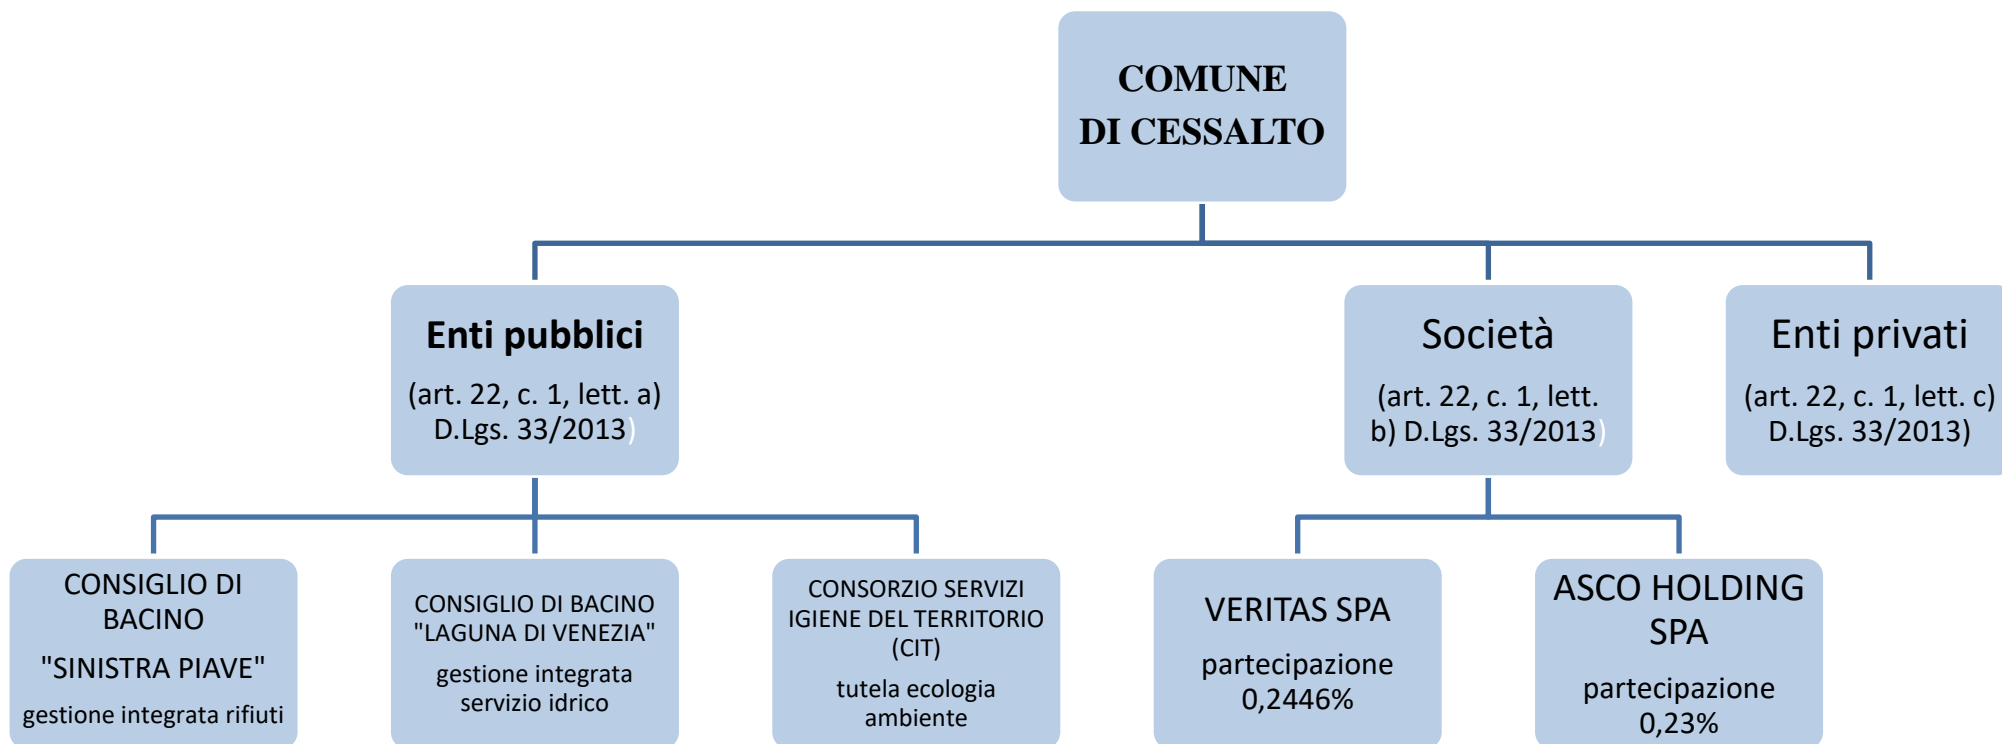 COMUNE
DI CESSALTO
Enti pubblici
(art. 22, c. 1, lett. a)
D.Lgs. 33/2013)
Società
(art. 22, c. 1, lett.
b) D.Lgs. 33/2013)
Enti privati
(art. 22, c. 1, lett. c)
D.Lgs. 33/2013)
CONSIGLIO DI
BACINO
"SINISTRA PIAVE"
gestione integrata rifiuti
CONSIGLIO DI BACINO
"LAGUNA DI VENEZIA"
gestione integrata
servizio idrico
CONSORZIO SERVIZI
IGIENE DEL TERRITORIO
(CIT)
tutela ecologia
ambiente
VERITAS SPA
partecipazione
0,2446%
ASCO HOLDING
SPA
partecipazione
0,23%